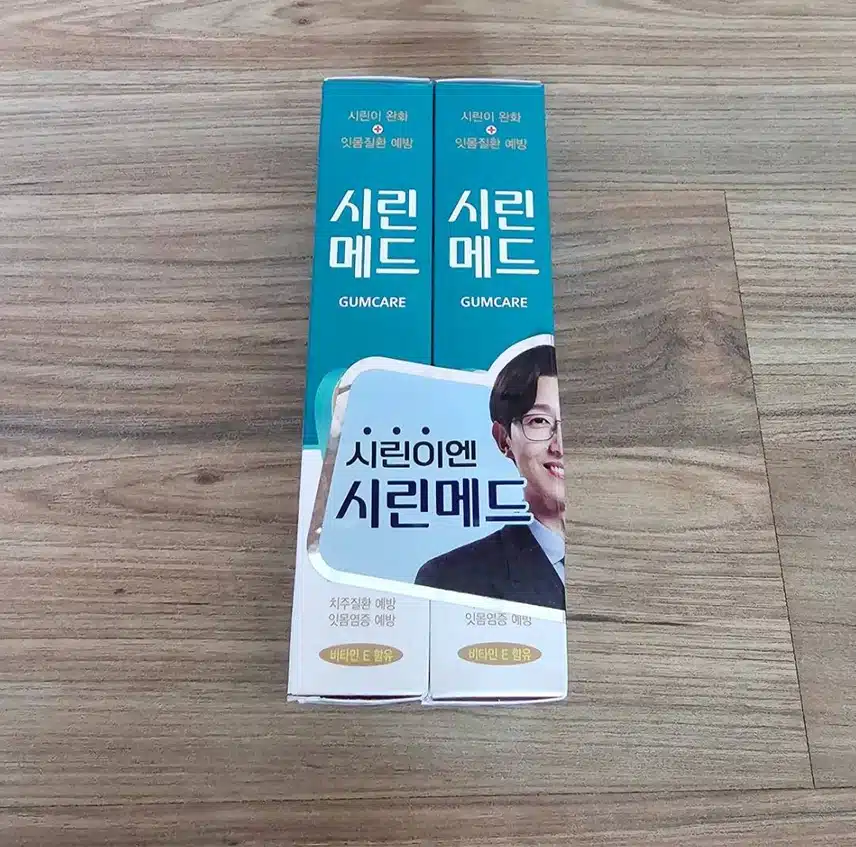 시린이 완화
+
잇몸질환 예방
시린
메드
GUMCARE
시린이 완화
+
잇몸질환 예방
시린
메드
GUMCARE
시린이엔
시린메드
치주질환 예방
잇몸염증 예방
비타민 E 함유
잇몸염증 예방
비타민 E 함유